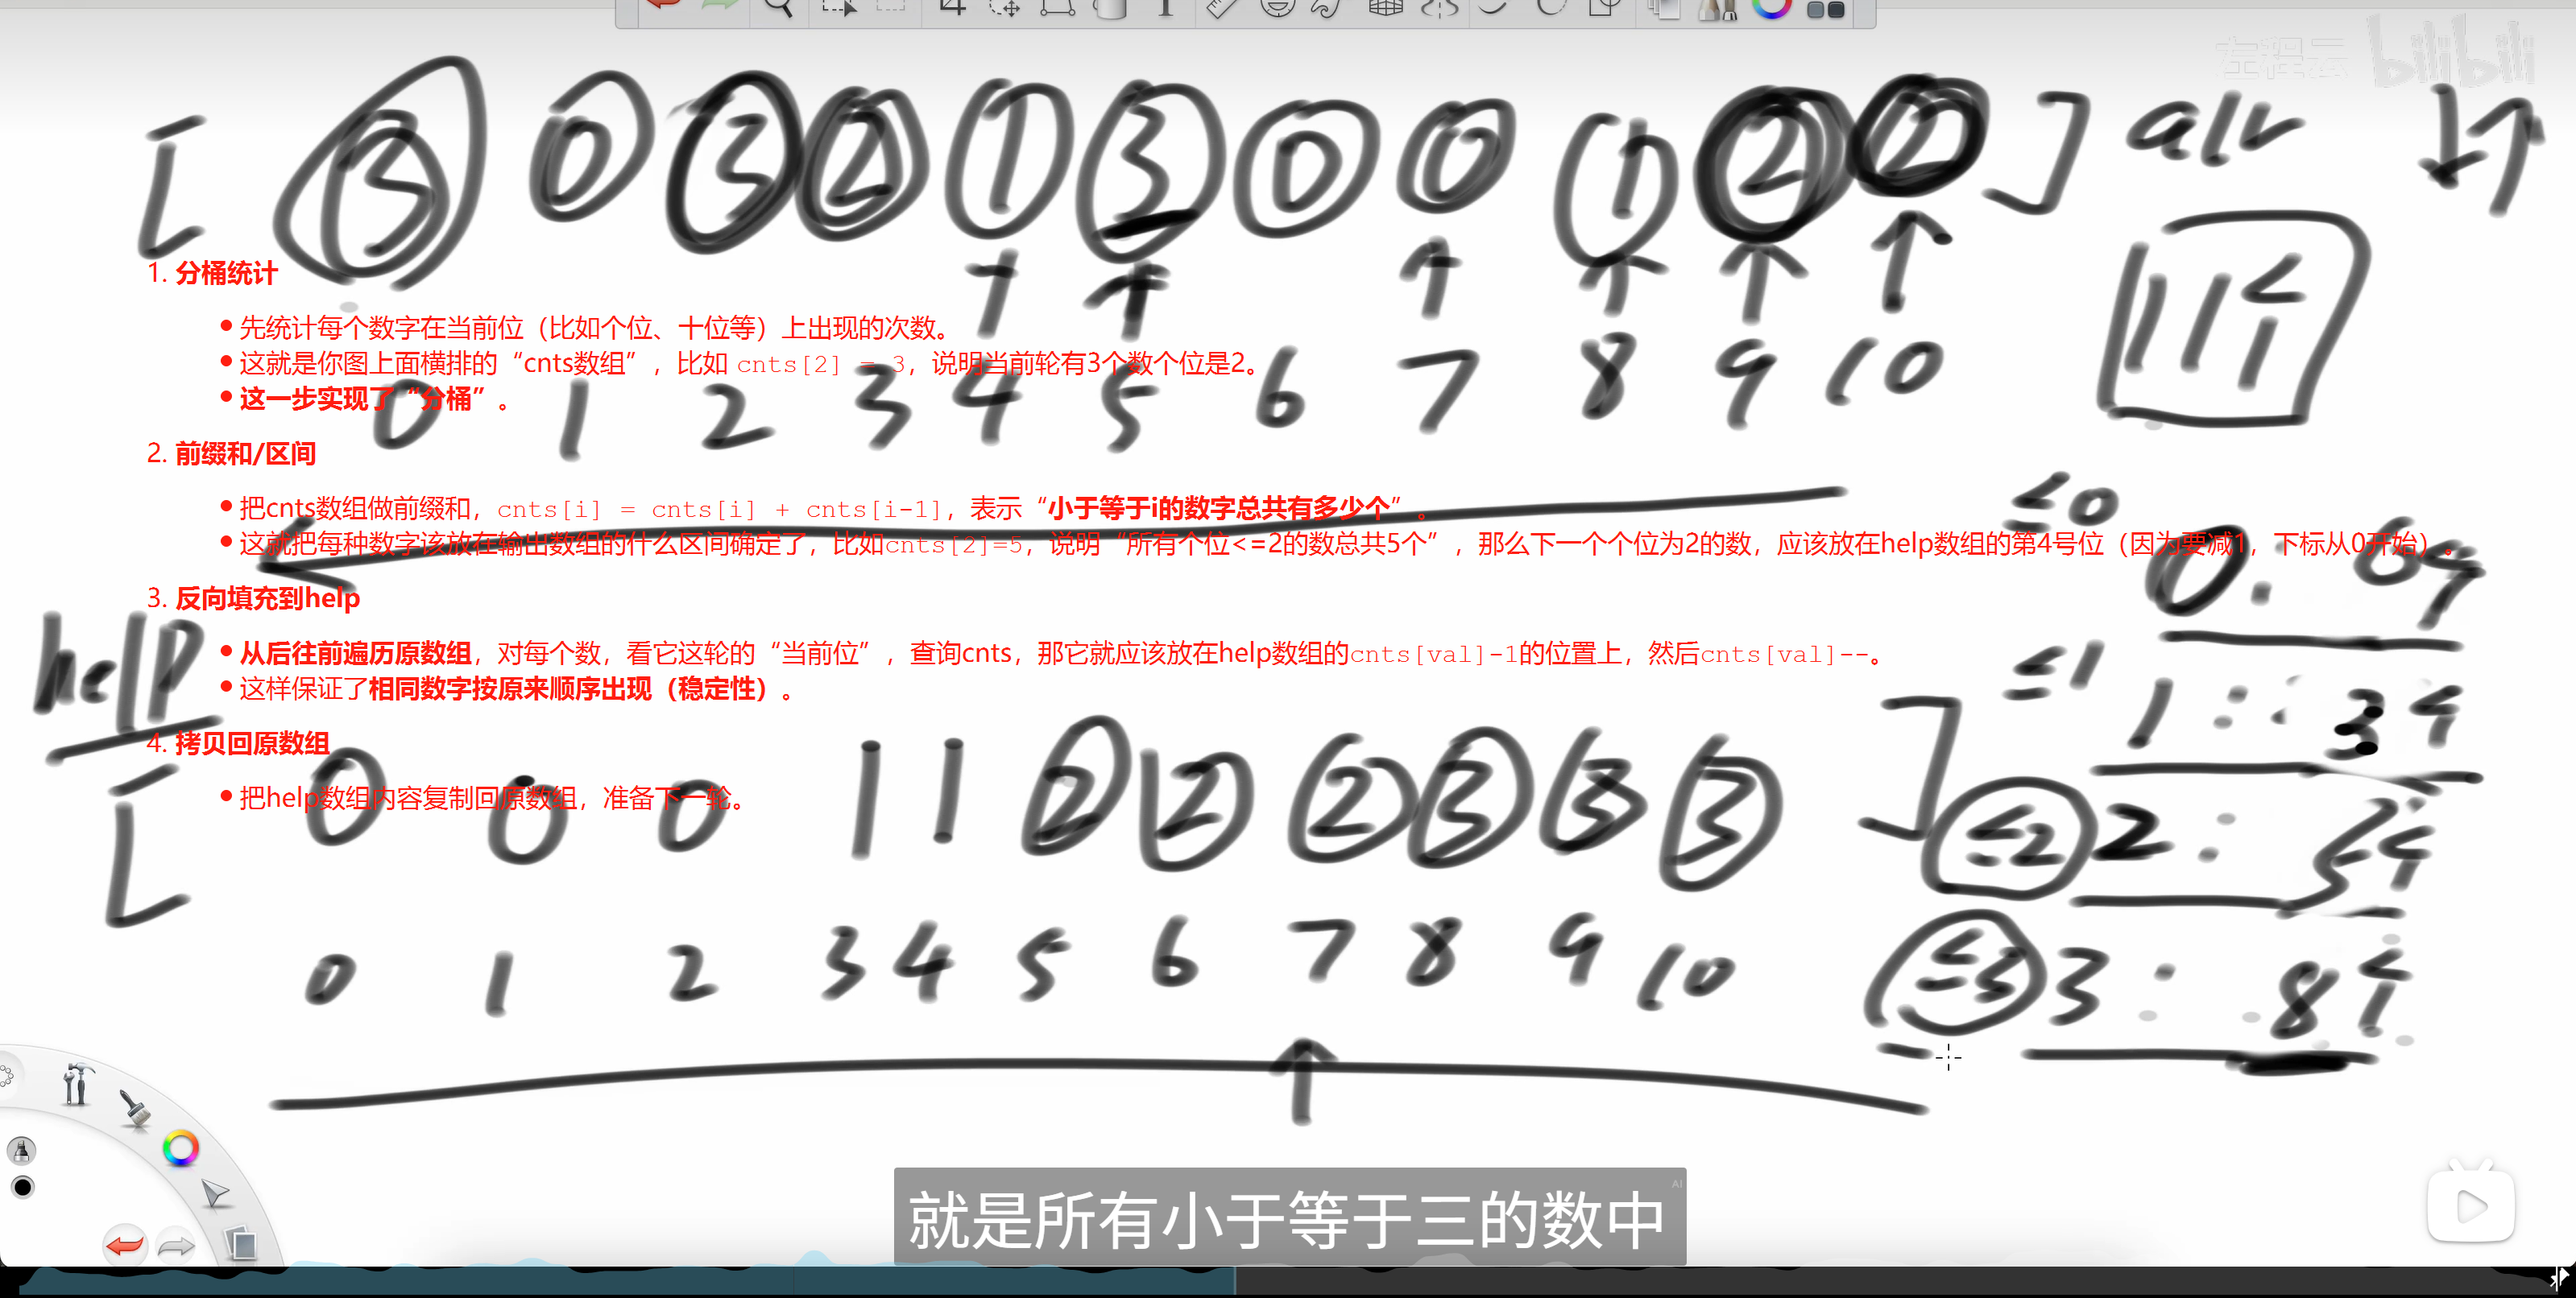 左程云 bilibili
[ 3 0 3 2 1 3 0 0 1 2 2 ] arr
1. 分桶统计
● 先统计每个数字在当前位（比如个位、十位等）上出现的次数。
● 这就是你图上面横排的“cnts数组”，比如 cnts[2] = 3，说明当前轮有3个数个位是2。
0 1 2 3 4 5 6 7 8 9 10
● 这一步实现了“分桶”。
2. 前缀和/区间
● 把cnts数组做前缀和，cnts[i] = cnts[i] + cnts[i-1]，表示“小于等于i的数字总共有多少个”。
≤0
● 这就把每种数字该放在输出数组的什么区间确定了，比如cnts[2]=5，说明“所有个位<=2的数总共5个”，那么下一个个位为2的数，应该放在help数组的第4号位（因为要减1，下标从0开始）。
0:
3. 反向填充到help
help
● 从后往前遍历原数组，对每个数，看它这轮的“当前位”，查询cnts，那它就应该放在help数组的cnts[val]-1的位置上，然后cnts[val]--。
≤1
● 这样保证了相同数字按原来顺序出现（稳定性）。
1: 3
4. 拷贝回原数组
● 把help数组内容复制回原数组，准备下一轮。
[ 0 0 0 1 1 2 2 2 3 3 3 ]
≤2 2: 5
0 1 2 3 4 5 6 7 8 9 10
≤3 3: 8
就是所有小于等于三的数中
AI